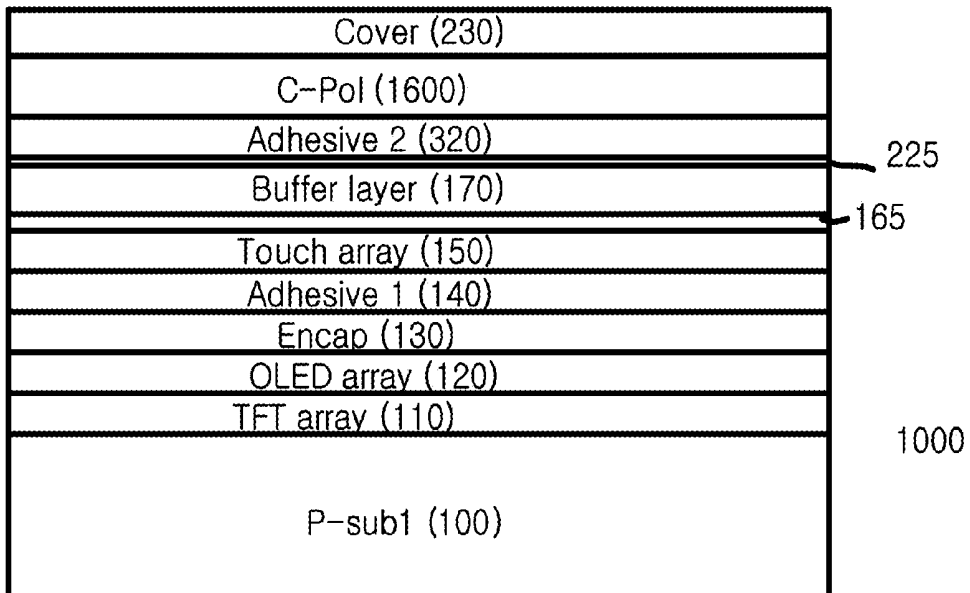 Cover (230)
C-Pol (1600)
Adhesive 2 (320)
225
Buffer layer (170)
165
Touch array (150)
Adhesive 1 (140)
Encap (130)
OLED array (120)
TFT array (110)
1000
P-sub1 (100)